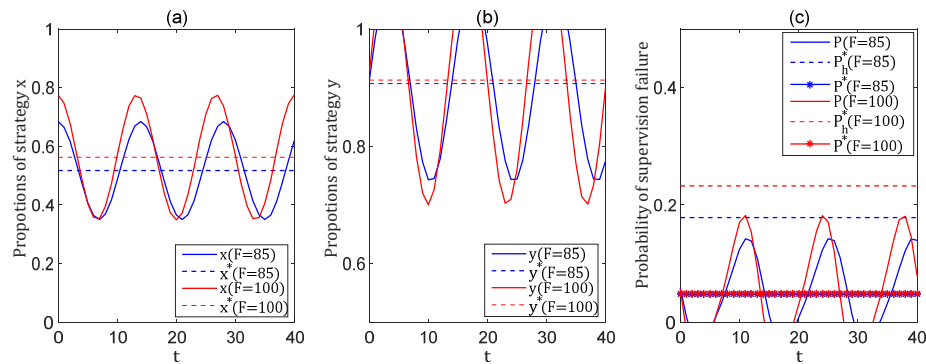 (a)
Propotions of strategy x
1
0.8
0.6
0.4
0.2
0
0
10
20
30
40
t
x(F=85)
x*(F=85)
x(F=100)
x*(F=100)
(b)
Propotions of strategy y
1
0.8
0.6
0
10
20
30
40
t
y(F=85)
y*(F=85)
y(F=100)
y*(F=100)
(c)
Probability of supervision failure
0.4
0.2
0
0
10
20
30
40
t
P(F=85)
P*h(F=85)
P*(F=85)
P(F=100)
P*h(F=100)
P*(F=100)